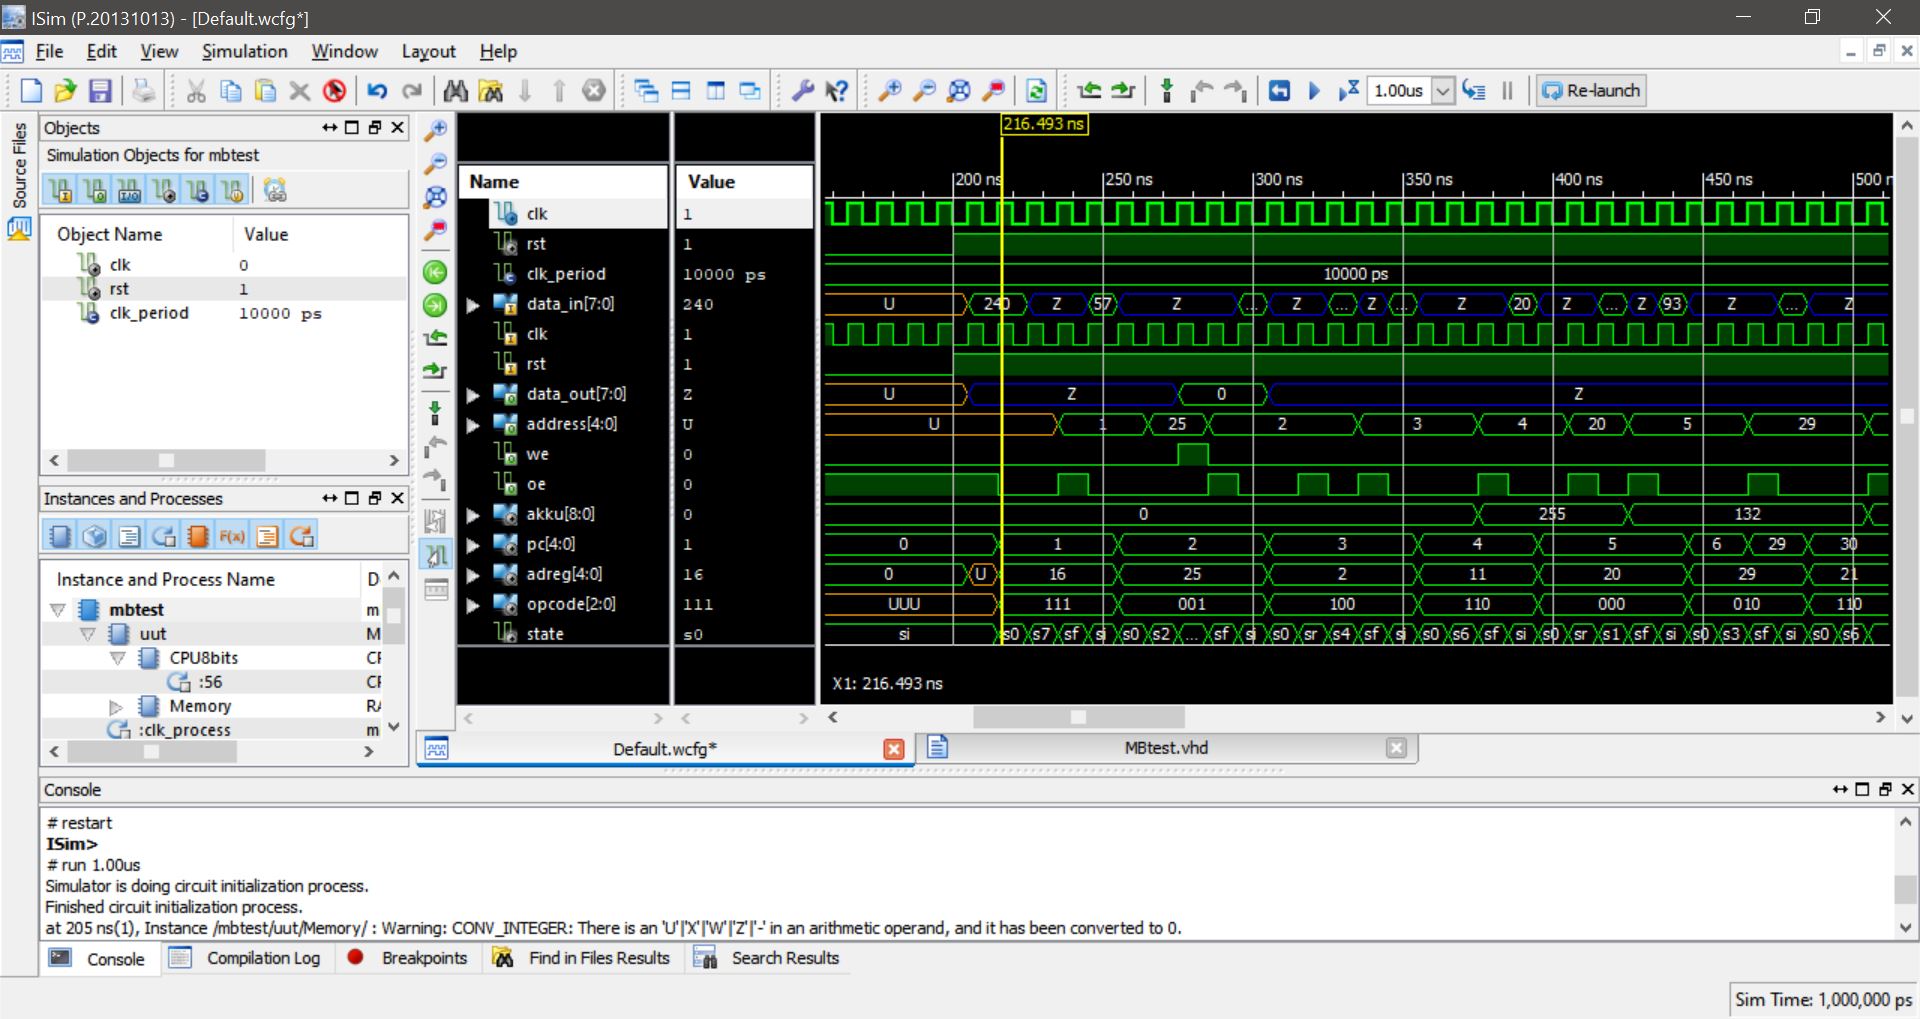 ISim (P.20131013) - [Default.wcfg*]
File Edit View Simulation Window Layout Help
1.00us Re-launch
Source Files
Objects
Simulation Objects for mbtest
Object Name Value
clk 0
rst 1
clk_period 10000 ps
Instances and Processes
F(x)
Instance and Process Name D
mbtest m
uut M
CPU8bits CF
:56 CF
Memory RA
:clk_process m
Name Value
clk 1
rst 1
clk_period 10000 ps
data_in[7:0] 240
clk 1
rst 1
data_out[7:0] Z
address[4:0] U
we 0
oe 0
akku[8:0] 0
pc[4:0] 1
adreg[4:0] 16
opcode[2:0] 111
state s0
216.493 ns
200 ns 250 ns 300 ns 350 ns 400 ns 450 ns 500 n
10000 ps
U 240 Z 57 Z ... Z ... Z ... Z 20 Z ... Z 93 Z ... Z
U Z 0 Z
U 1 25 2 3 4 20 5 29
0 255 132
0 1 2 3 4 5 6 29 30
0 U 16 25 2 11 20 29 21
UUU 111 001 100 110 000 010 110
si s0 s7 sf si s0 s2 ... sf si s0 sr s4 sf si s0 s6 sf si s0 sr s1 sf si s0 s3 sf si s0 s6
X1: 216.493 ns
Default.wcfg* MBtest.vhd
Console
# restart
ISim>
# run 1.00us
Simulator is doing circuit initialization process.
Finished circuit initialization process.
at 205 ns(1), Instance /mbtest/uut/Memory/ : Warning: CONV_INTEGER: There is an 'U'|'X'|'W'|'Z'|'-' in an arithmetic operand, and it has been converted to 0.
Console Compilation Log Breakpoints Find in Files Results Search Results
Sim Time: 1,000,000 ps